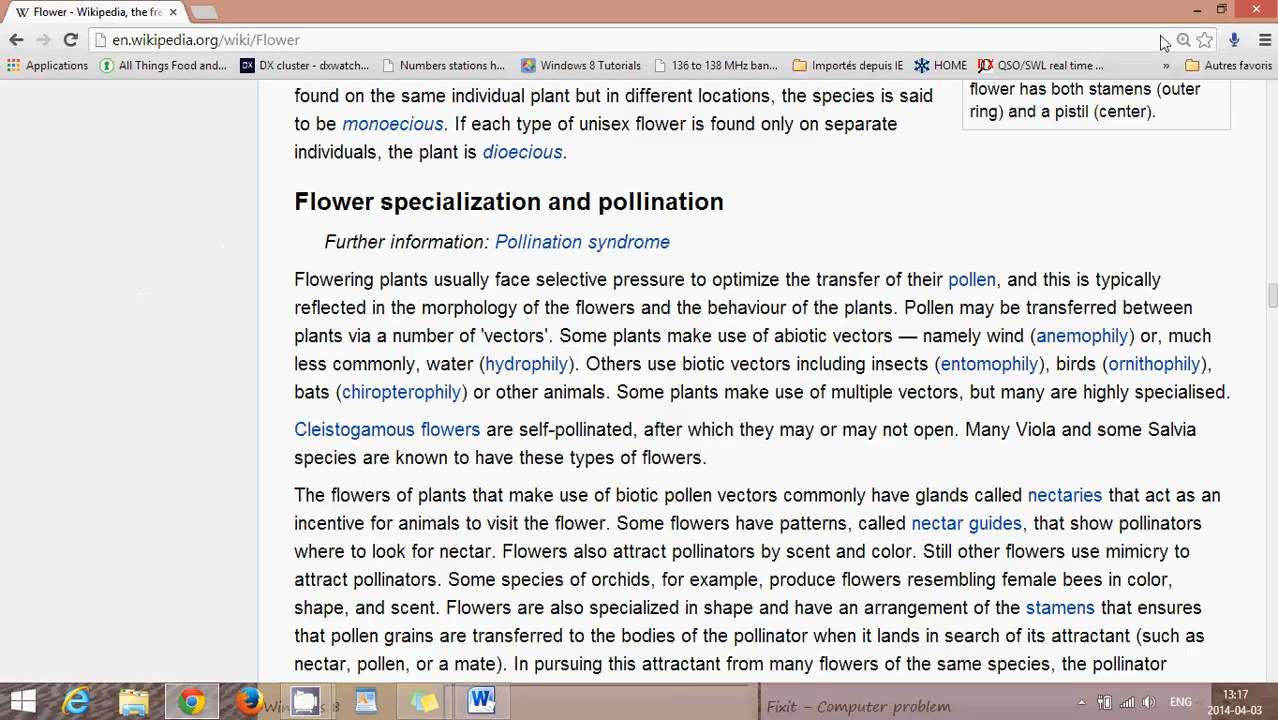 Flower - Wikipedia, the fre
en.wikipedia.org/wiki/Flower
Applications
All Things Food and...
DX cluster - dxwatch...
Numbers stations h...
Windows 8 Tutorials
136 to 138 MHz ban...
Importés depuis IE
HOME
QSO/SWL real time ...
»
Autres favoris
found on the same individual plant but in different locations, the species is said
to be monoecious. If each type of unisex flower is found only on separate
individuals, the plant is dioecious.
flower has both stamens (outer
ring) and a pistil (center).
Flower specialization and pollination
Further information: Pollination syndrome
Flowering plants usually face selective pressure to optimize the transfer of their pollen, and this is typically
reflected in the morphology of the flowers and the behaviour of the plants. Pollen may be transferred between
plants via a number of 'vectors'. Some plants make use of abiotic vectors — namely wind (anemophily) or, much
less commonly, water (hydrophily). Others use biotic vectors including insects (entomophily), birds (ornithophily),
bats (chiropterophily) or other animals. Some plants make use of multiple vectors, but many are highly specialised.
Cleistogamous flowers are self-pollinated, after which they may or may not open. Many Viola and some Salvia
species are known to have these types of flowers.
The flowers of plants that make use of biotic pollen vectors commonly have glands called nectaries that act as an
incentive for animals to visit the flower. Some flowers have patterns, called nectar guides, that show pollinators
where to look for nectar. Flowers also attract pollinators by scent and color. Still other flowers use mimicry to
attract pollinators. Some species of orchids, for example, produce flowers resembling female bees in color,
shape, and scent. Flowers are also specialized in shape and have an arrangement of the stamens that ensures
that pollen grains are transferred to the bodies of the pollinator when it lands in search of its attractant (such as
nectar, pollen, or a mate). In pursuing this attractant from many flowers of the same species, the pollinator
Fixit - Computer problem
ENG
13:17
2014-04-03